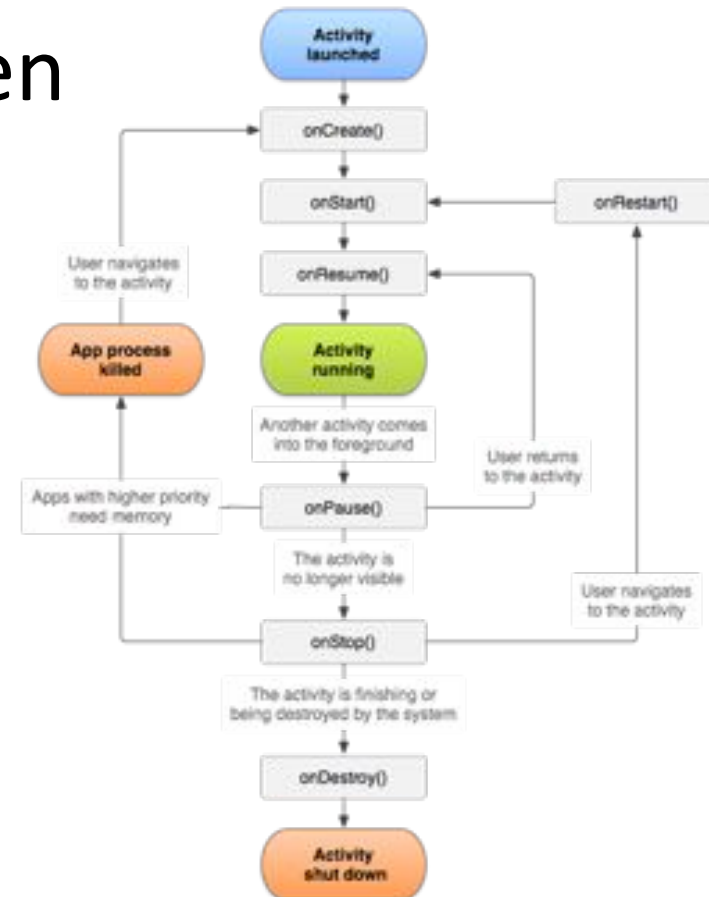 en
Activity
launched
onCreate()
onStart()
onRestart()
User navigates
to the activity
onResume()
App process
killed
Activity
running
Another activity comes
into the foreground
User returns
to the activity
Apps with higher priority
need memory
onPause()
The activity is
no longer visible
User navigates
to the activity
onStop()
The activity is finishing or
being destroyed by the system
onDestroy()
Activity
shut down